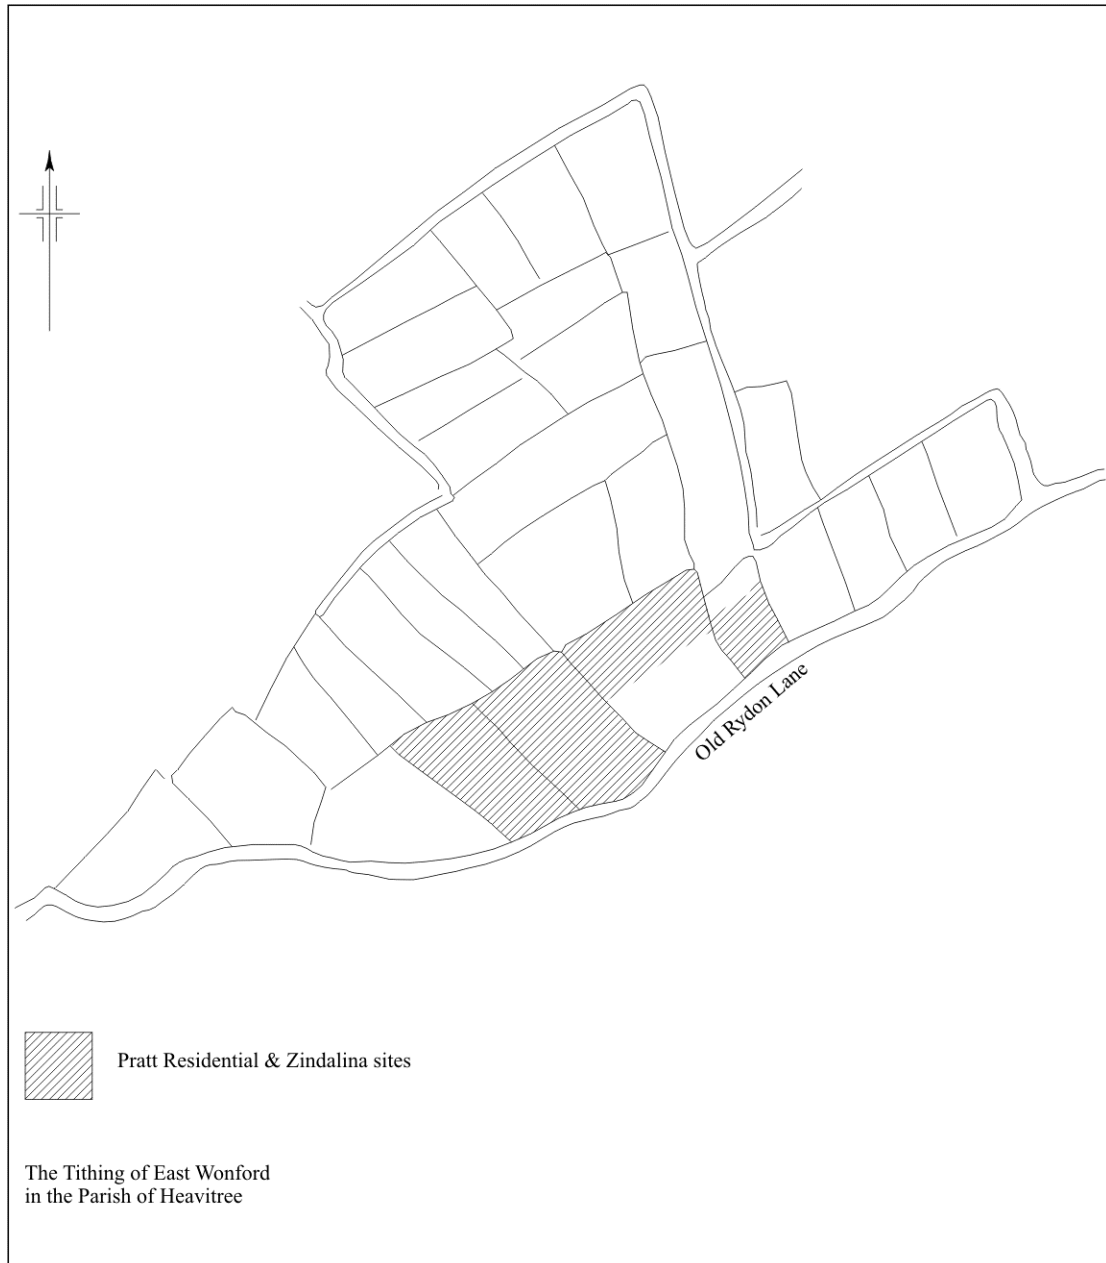 Old Rydon Lane
Pratt Residential & Zindalina sites
The Tithing of East Wonford
in the Parish of Heavitree